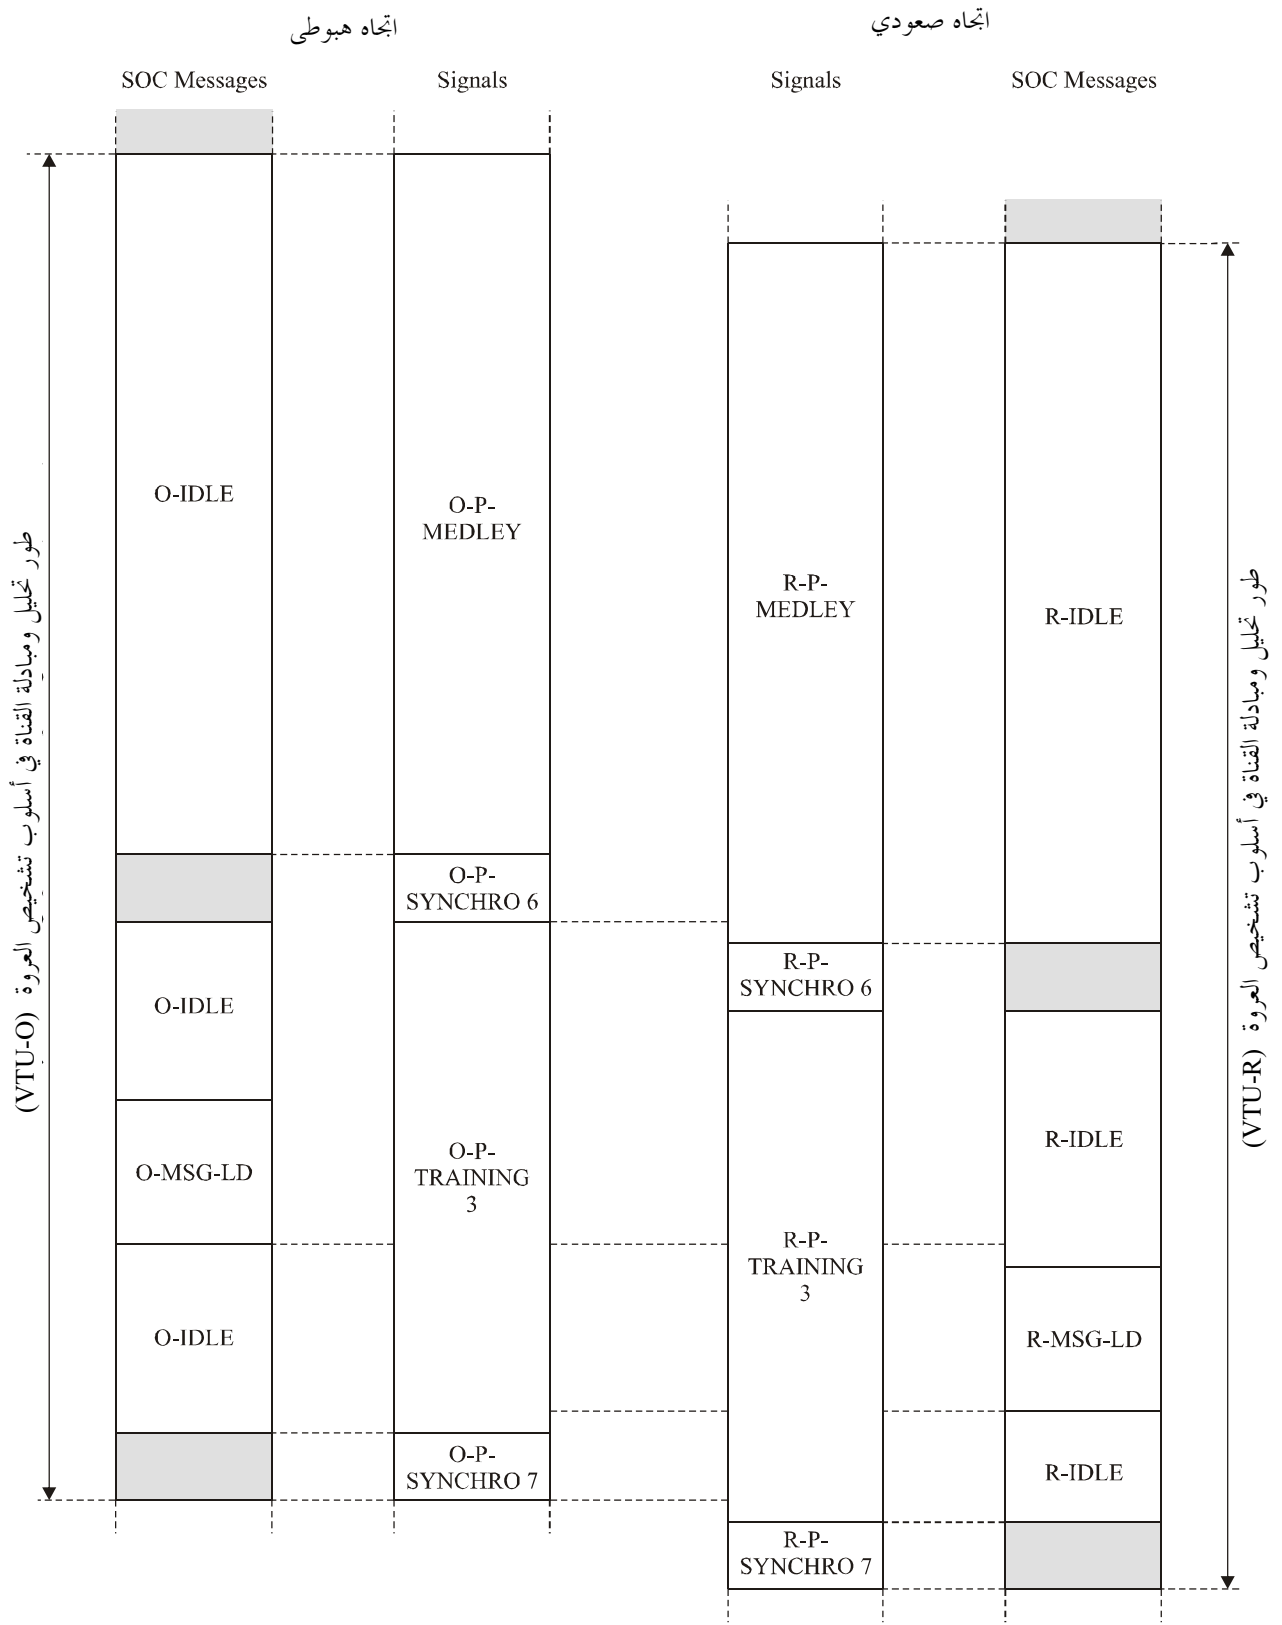 اتجاه هبوطى
اتجاه صعودي
SOC Messages
Signals
Signals
SOC Messages
طور تحليل ومبادلة القناة في أسلوب تشخيص العروة (VTU-O)
O-IDLE
O-P-
MEDLEY
R-P-
MEDLEY
R-IDLE
طور تحليل ومبادلة القناة في أسلوب تشخيص العروة (VTU-R)
O-P-
SYNCHRO 6
R-P-
SYNCHRO 6
O-IDLE
O-MSG-LD
O-P-
TRAINING
3
R-IDLE
R-P-
TRAINING
3
O-IDLE
R-MSG-LD
O-P-
SYNCHRO 7
R-IDLE
R-P-
SYNCHRO 7